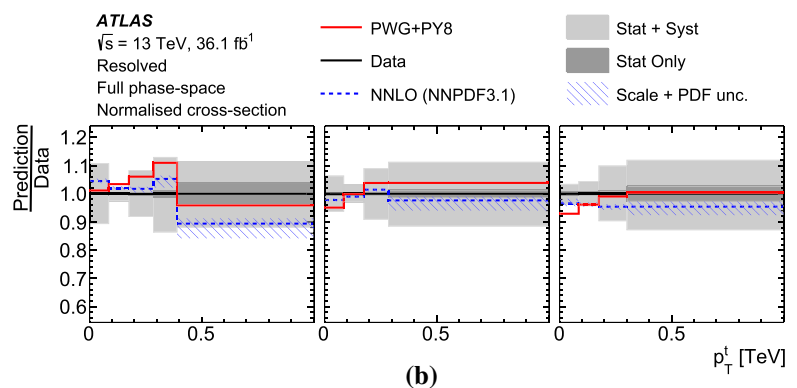 ATLAS
√s = 13 TeV, 36.1 fb⁻¹
Resolved
Full phase-space
Normalised cross-section
PWG+PY8
Data
NNLO (NNPDF3.1)
Stat + Syst
Stat Only
Scale + PDF unc.
Prediction
Data
1.2
1.1
1.0
0.9
0.8
0.7
0.6
0 0.5 0 0.5 0 0.5 1
p_T^t [TeV]
(b)